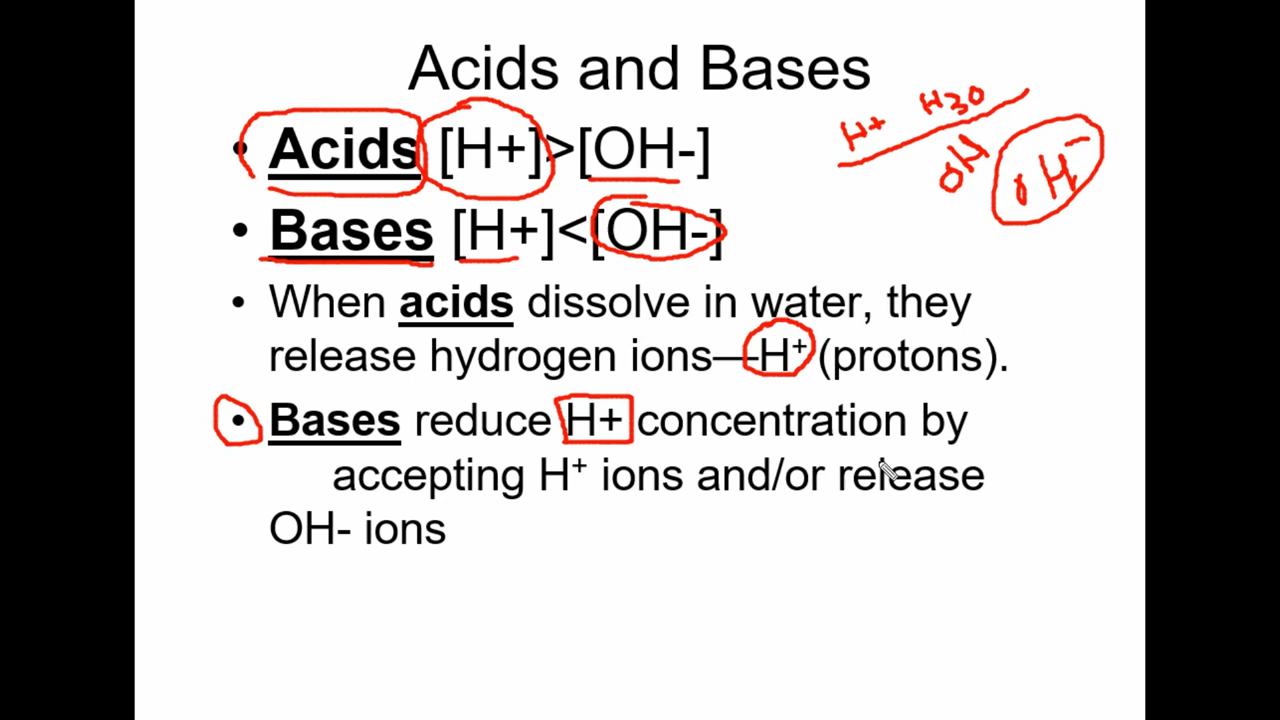 Acids and Bases
H+ H3O
OH OH⁻
• Acids [H+]>[OH-]
• Bases [H+]<[OH-]
• When acids dissolve in water, they
release hydrogen ions—H⁺ (protons).
• Bases reduce H+ concentration by
accepting H⁺ ions and/or release
OH- ions